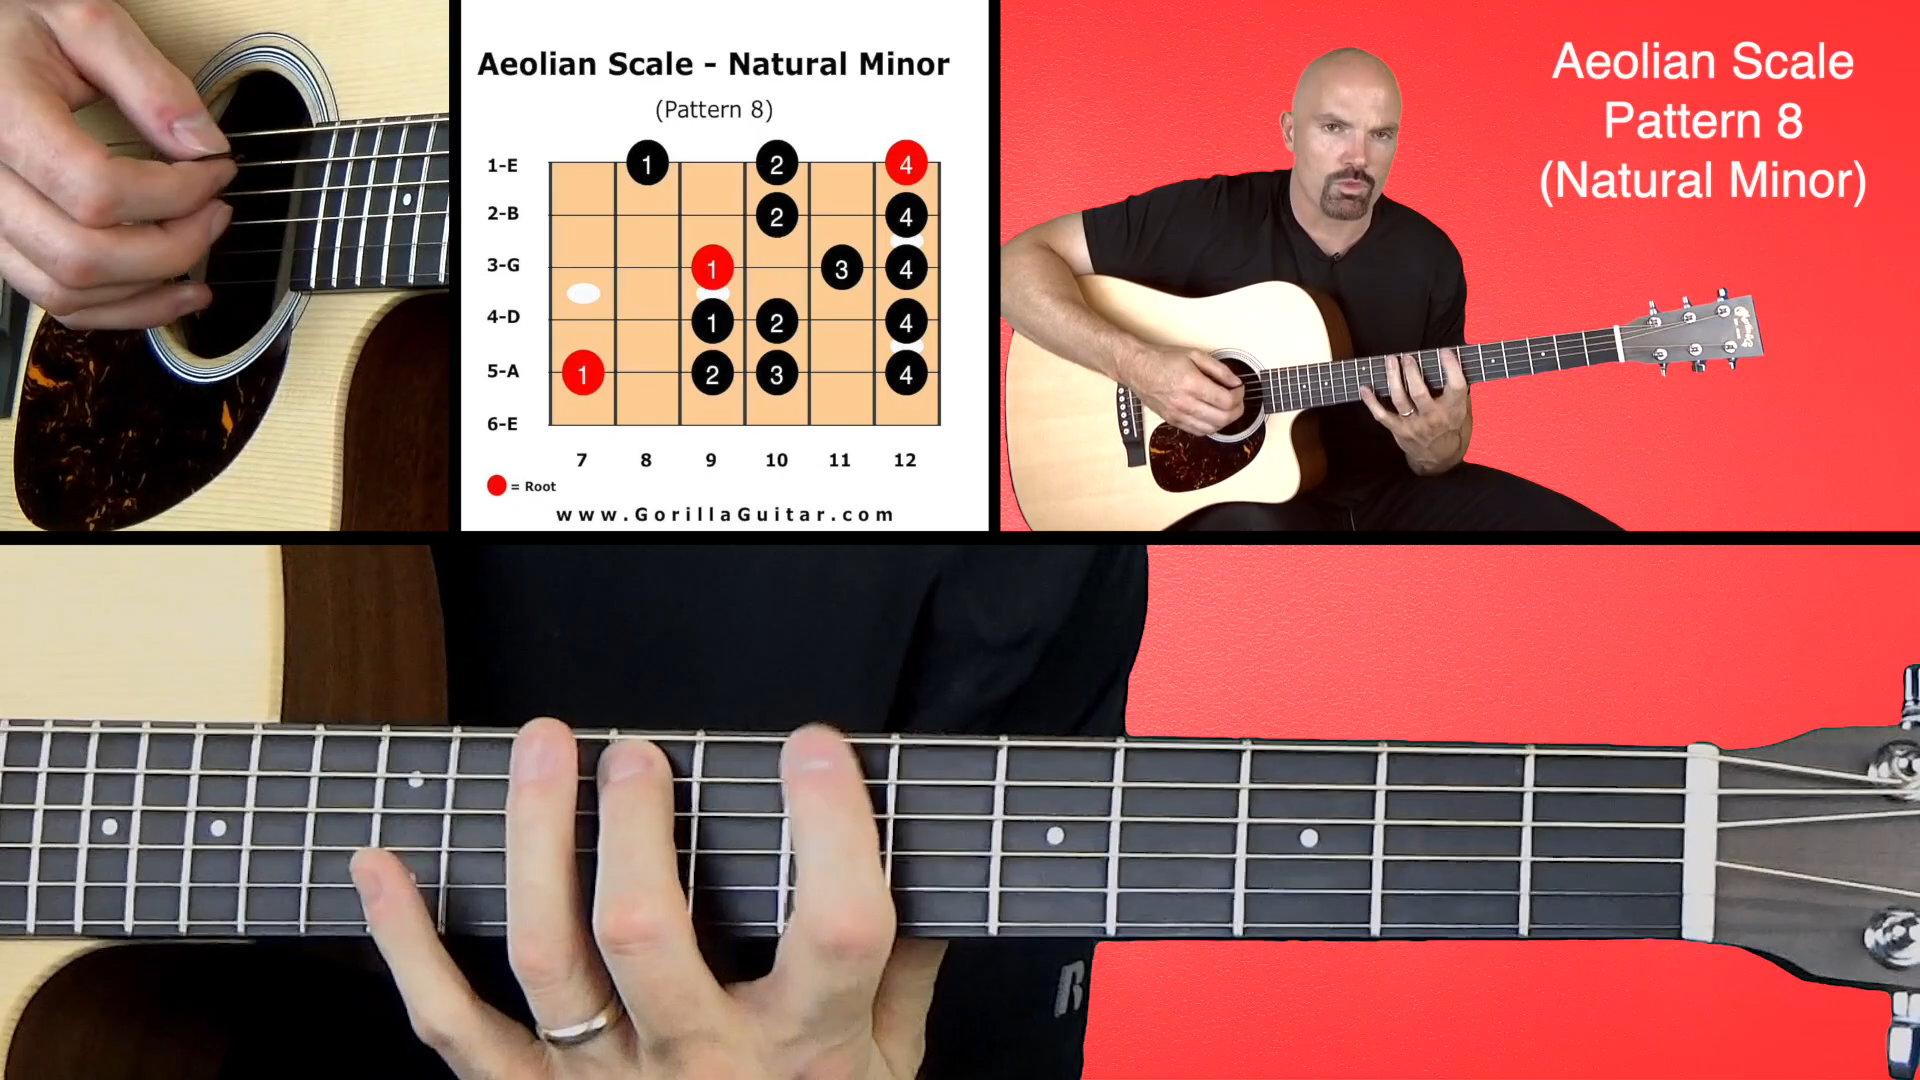 Aeolian Scale - Natural Minor
(Pattern 8)
1-E 1 2 4
2-B 2 4
3-G 1 3 4
4-D 1 2 4
5-A 1 2 3 4
6-E
7 8 9 10 11 12
= Root
www.GorillaGuitar.com
Aeolian Scale
Pattern 8
(Natural Minor)